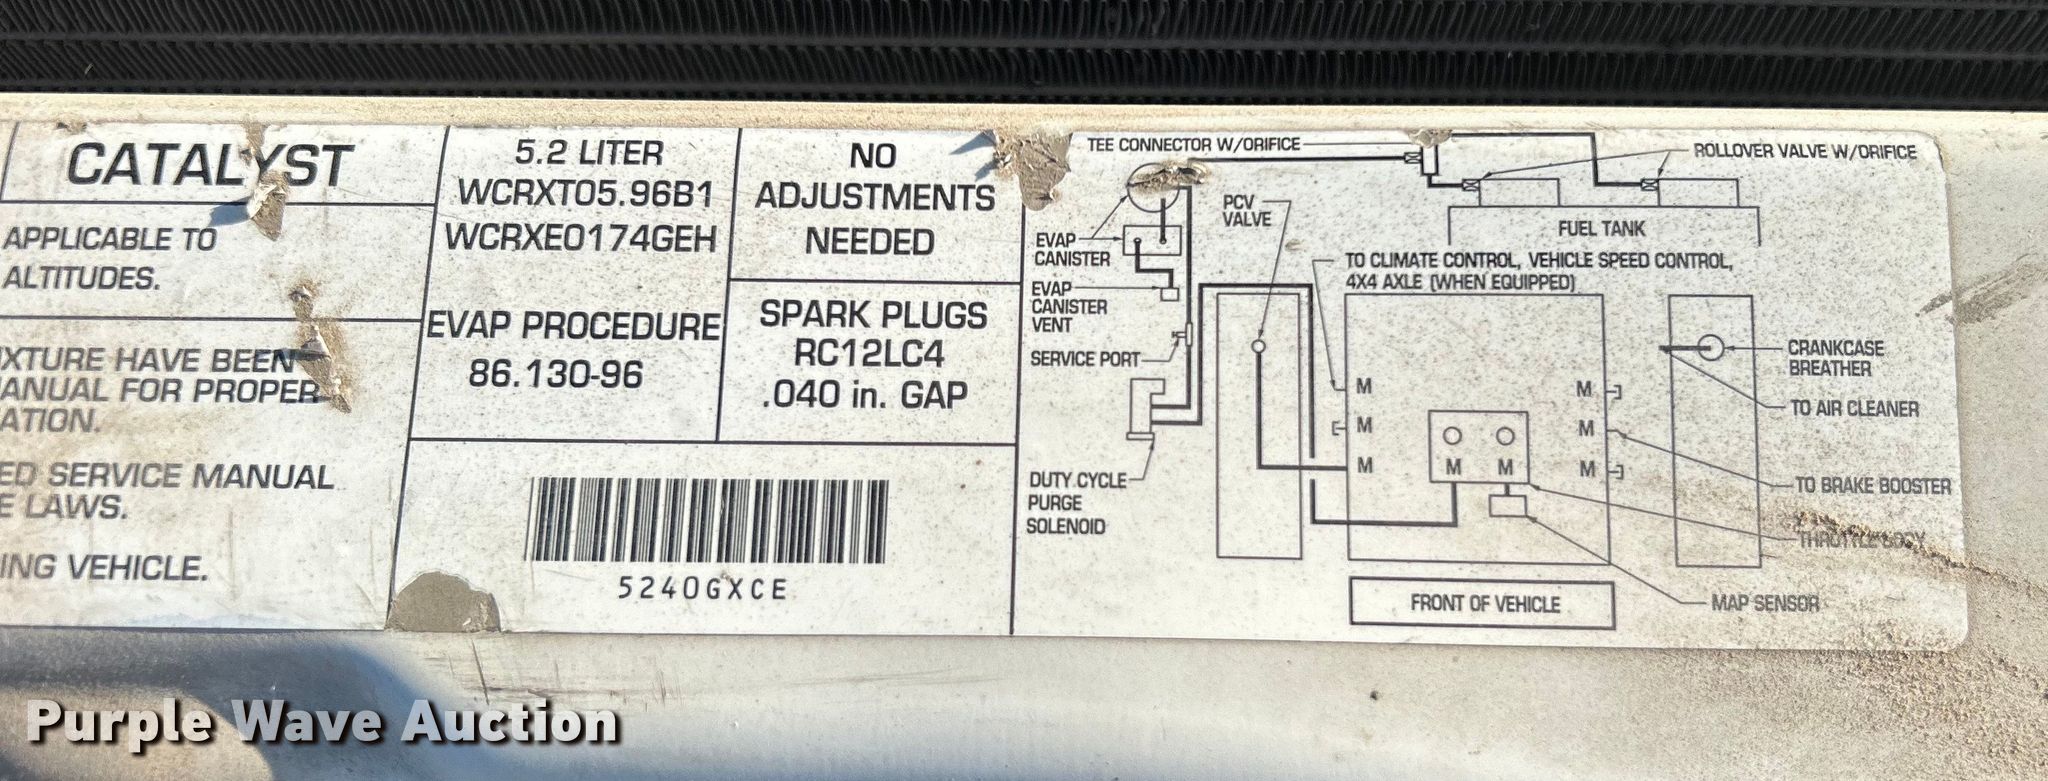 CATALYST
APPLICABLE TO
ALTITUDES.
IXTURE HAVE BEEN
ANUAL FOR PROPER
ATION.
ED SERVICE MANUAL
E LAWS.
ING VEHICLE.
5.2 LITER
WCRXT05.96B1
WCRXE0174GEH
EVAP PROCEDURE
86.130-96
NO
ADJUSTMENTS
NEEDED
SPARK PLUGS
RC12LC4
.040 in. GAP
5240GXCE
TEE CONNECTOR W/ORIFICE
ROLLOVER VALVE W/ORIFICE
PCV
VALVE
FUEL TANK
EVAP
CANISTER
TO CLIMATE CONTROL, VEHICLE SPEED CONTROL,
4X4 AXLE (WHEN EQUIPPED)
EVAP
CANISTER
VENT
SERVICE PORT
CRANKCASE
BREATHER
TO AIR CLEANER
M M
M M
M M M M
DUTY CYCLE
PURGE
SOLENOID
TO BRAKE BOOSTER
THROTTLE BODY
MAP SENSOR
FRONT OF VEHICLE
Purple Wave Auction